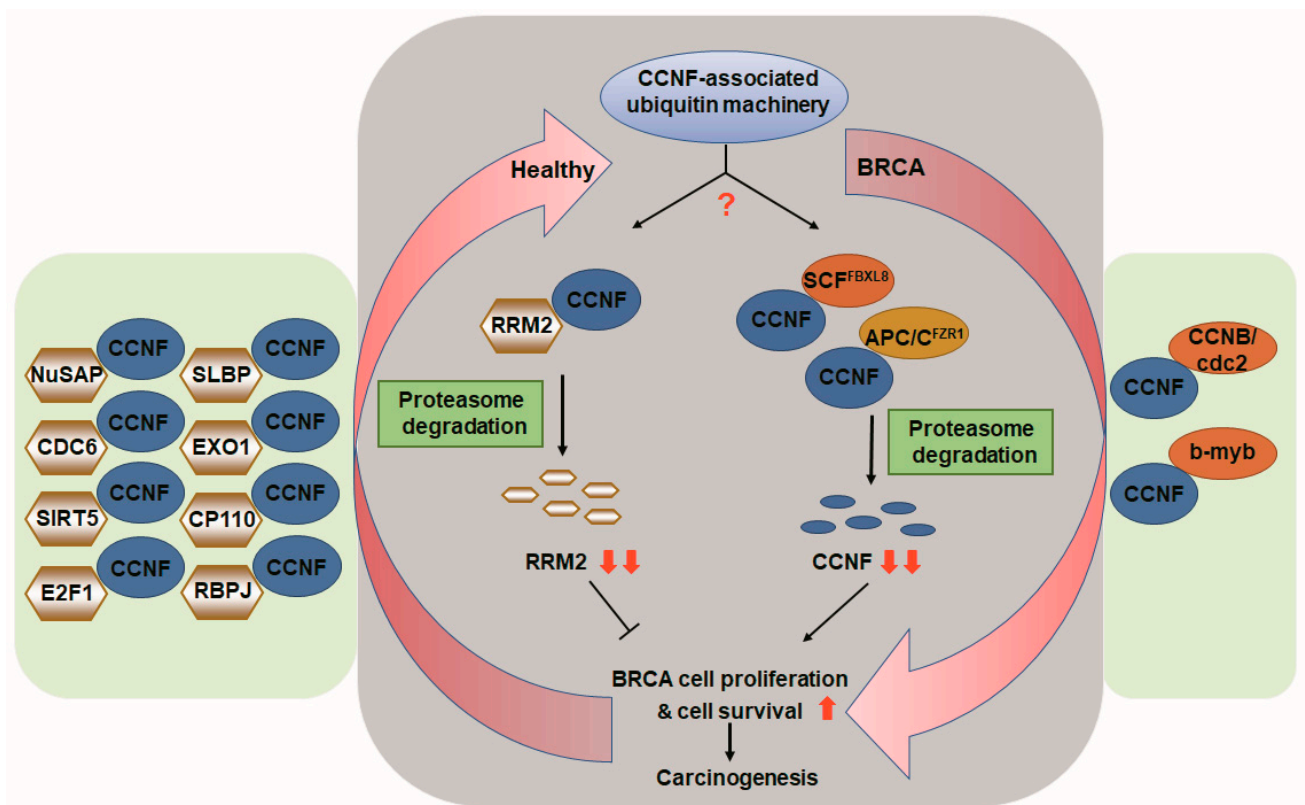 CCNF-associated
ubiquitin machinery
Healthy
BRCA
?
RRM2
CCNF
SCF^FBXL8
CCNF
APC/C^FZR1
CCNF
Proteasome
degradation
Proteasome
degradation
RRM2
CCNF
BRCA cell proliferation
& cell survival
Carcinogenesis
NuSAP
CCNF
SLBP
CCNF
CDC6
CCNF
EXO1
CCNF
SIRT5
CCNF
CP110
CCNF
E2F1
CCNF
RBPJ
CCNF
CCNB/
cdc2
CCNF
b-myb
CCNF